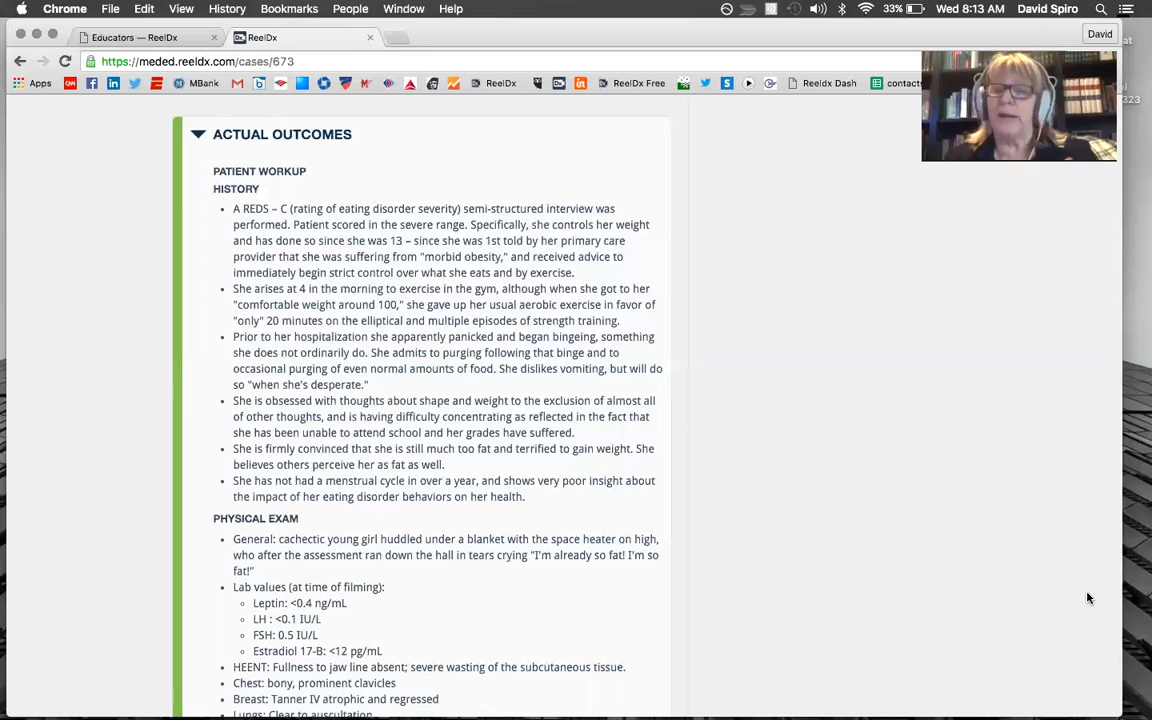 Chrome File Edit View History Bookmarks People Window Help 33% Wed 8:13 AM David Spiro
Educators — ReelDx ReelDx David
https://meded.reeldx.com/cases/673
Apps MBank ReelDx ReelDx Free Reeldx Dash contacts
ACTUAL OUTCOMES
PATIENT WORKUP
HISTORY
• A REDS – C (rating of eating disorder severity) semi-structured interview was
performed. Patient scored in the severe range. Specifically, she controls her weight
and has done so since she was 13 – since she was 1st told by her primary care
provider that she was suffering from "morbid obesity," and received advice to
immediately begin strict control over what she eats and by exercise.
• She arises at 4 in the morning to exercise in the gym, although when she got to her
"comfortable weight around 100," she gave up her usual aerobic exercise in favor of
"only" 20 minutes on the elliptical and multiple episodes of strength training.
• Prior to her hospitalization she apparently panicked and began bingeing, something
she does not ordinarily do. She admits to purging following that binge and to
occasional purging of even normal amounts of food. She dislikes vomiting, but will do
so "when she's desperate."
• She is obsessed with thoughts about shape and weight to the exclusion of almost all
of other thoughts, and is having difficulty concentrating as reflected in the fact that
she has been unable to attend school and her grades have suffered.
• She is firmly convinced that she is still much too fat and terrified to gain weight. She
believes others perceive her as fat as well.
• She has not had a menstrual cycle in over a year, and shows very poor insight about
the impact of her eating disorder behaviors on her health.
PHYSICAL EXAM
• General: cachectic young girl huddled under a blanket with the space heater on high,
who after the assessment ran down the hall in tears crying "I'm already so fat! I'm so
fat!"
• Lab values (at time of filming):
Leptin: <0.4 ng/mL
LH : <0.1 IU/L
FSH: 0.5 IU/L
Estradiol 17-B: <12 pg/mL
• HEENT: Fullness to jaw line absent; severe wasting of the subcutaneous tissue.
• Chest: bony, prominent clavicles
• Breast: Tanner IV atrophic and regressed
• Lungs: Clear to auscultation